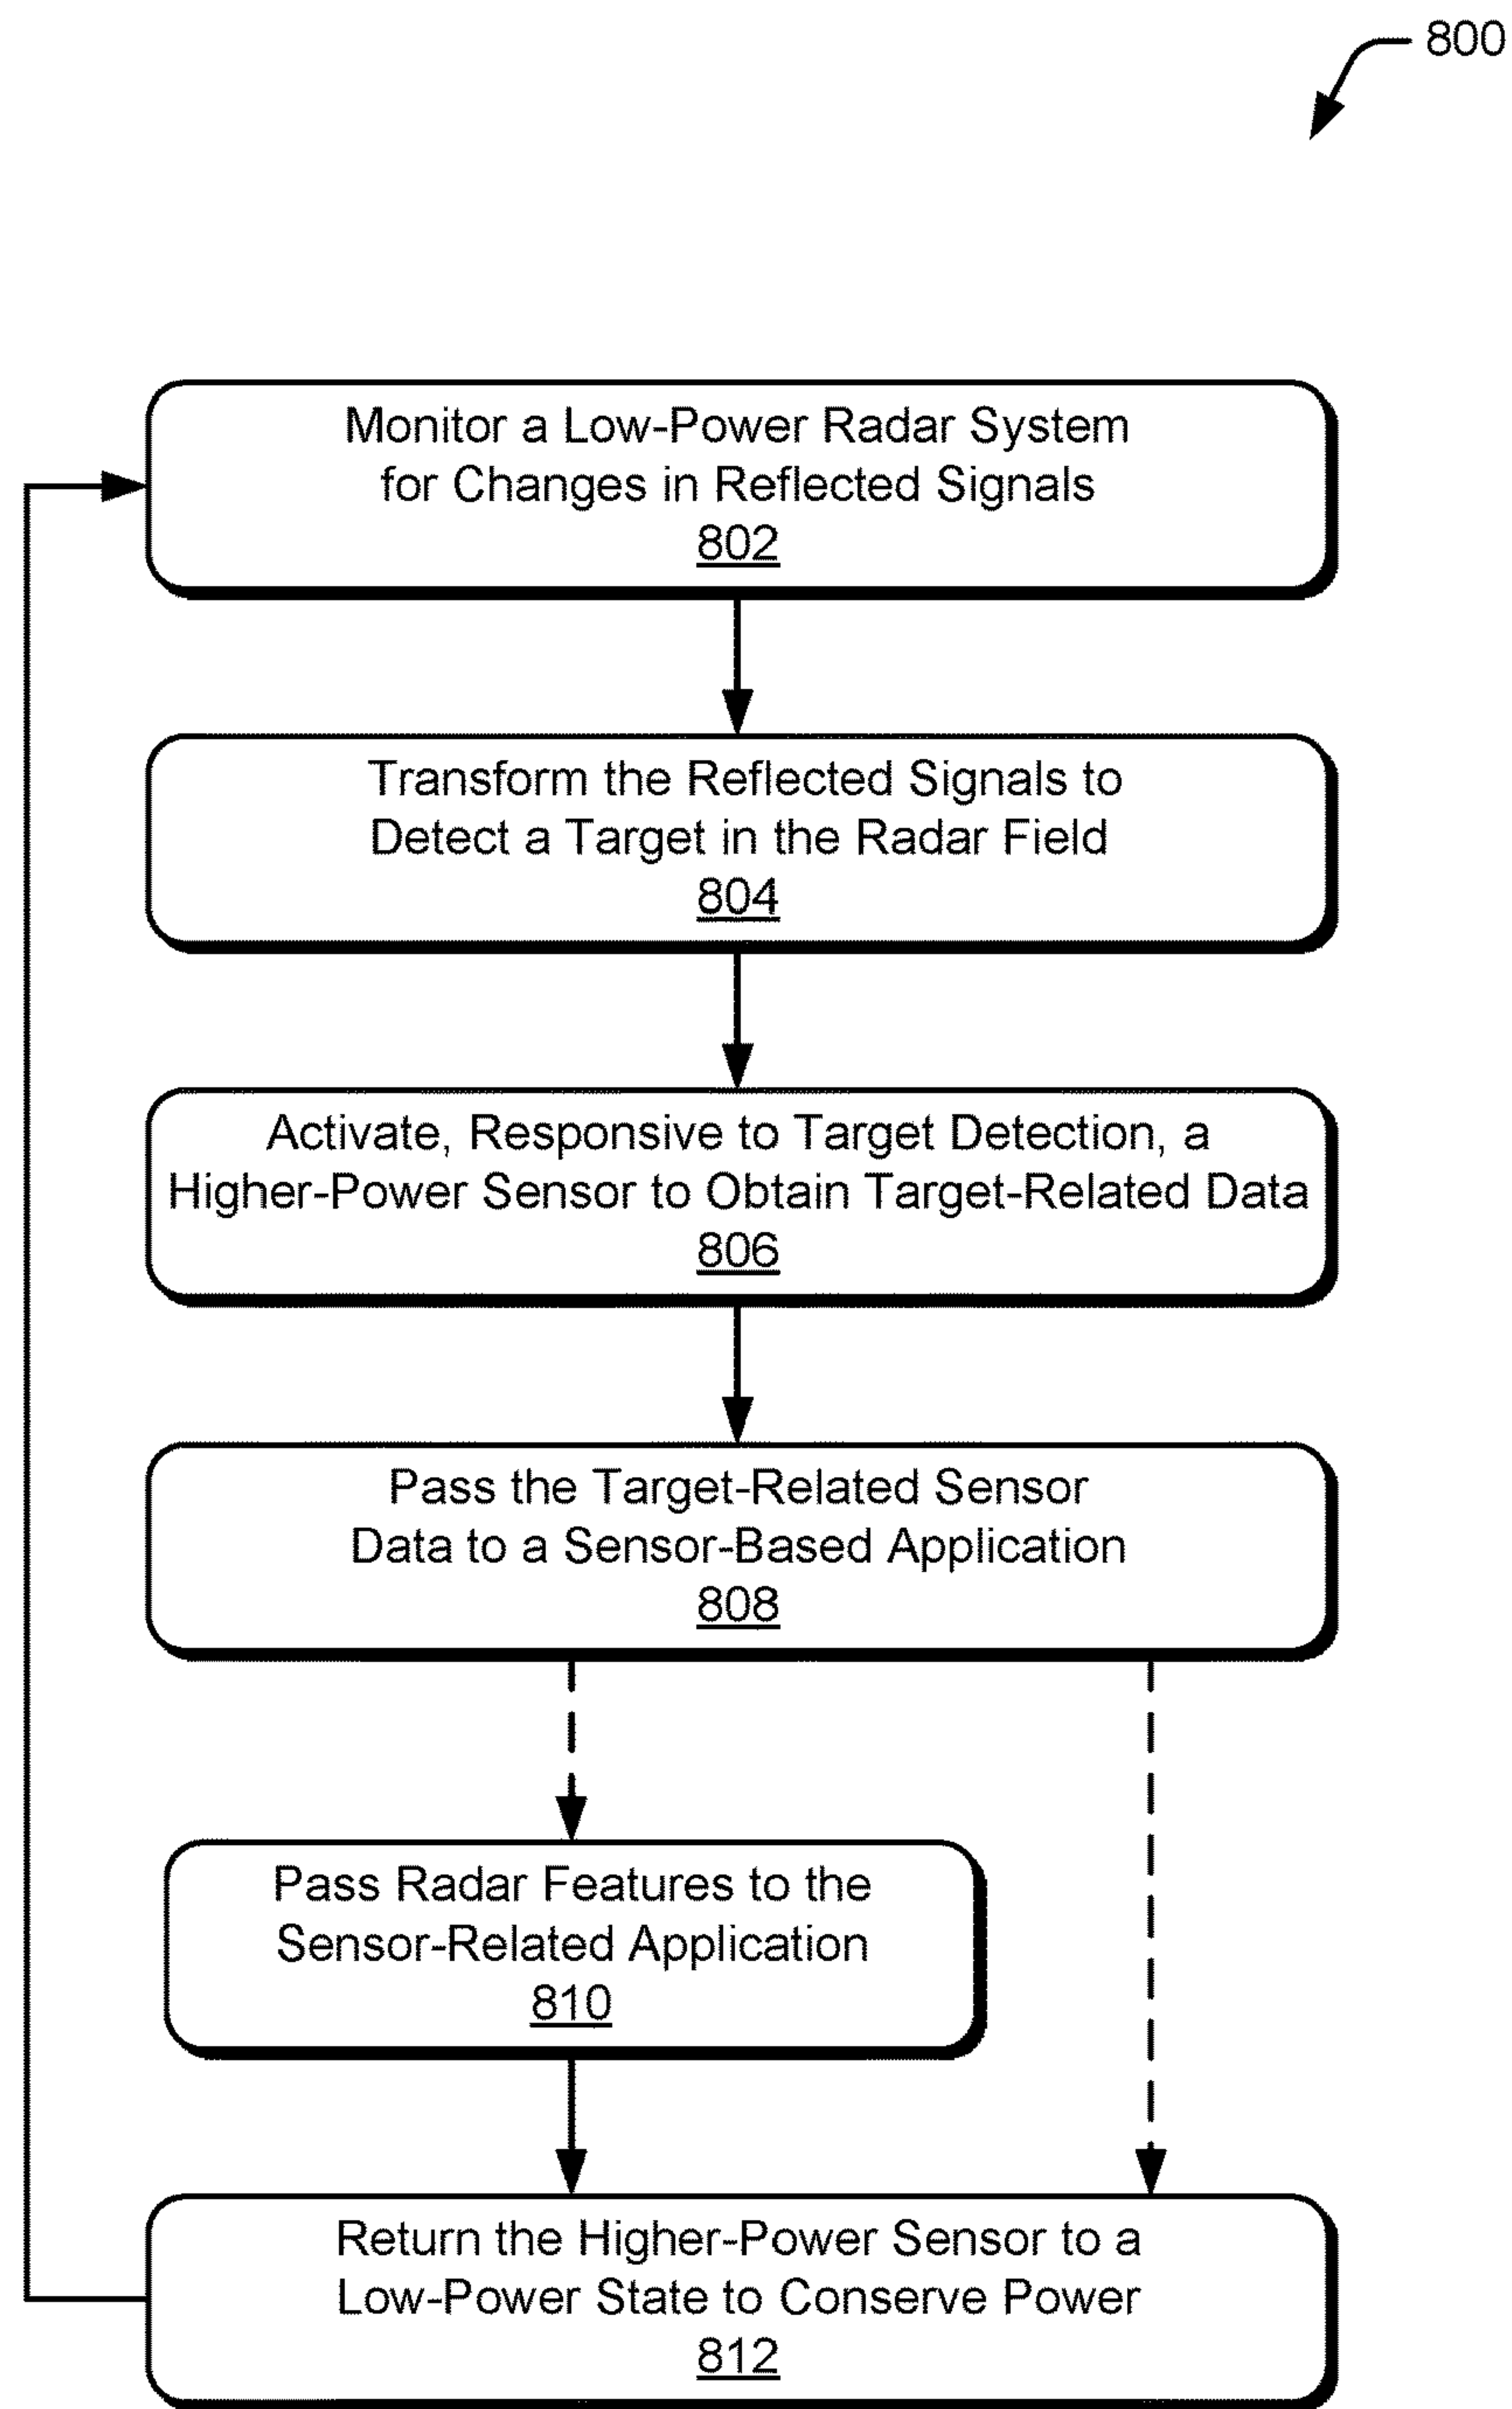 800
Monitor a Low-Power Radar System
for Changes in Reflected Signals
802
Transform the Reflected Signals to
Detect a Target in the Radar Field
804
Activate, Responsive to Target Detection, a
Higher-Power Sensor to Obtain Target-Related Data
806
Pass the Target-Related Sensor
Data to a Sensor-Based Application
808
Pass Radar Features to the
Sensor-Related Application
810
Return the Higher-Power Sensor to a
Low-Power State to Conserve Power
812